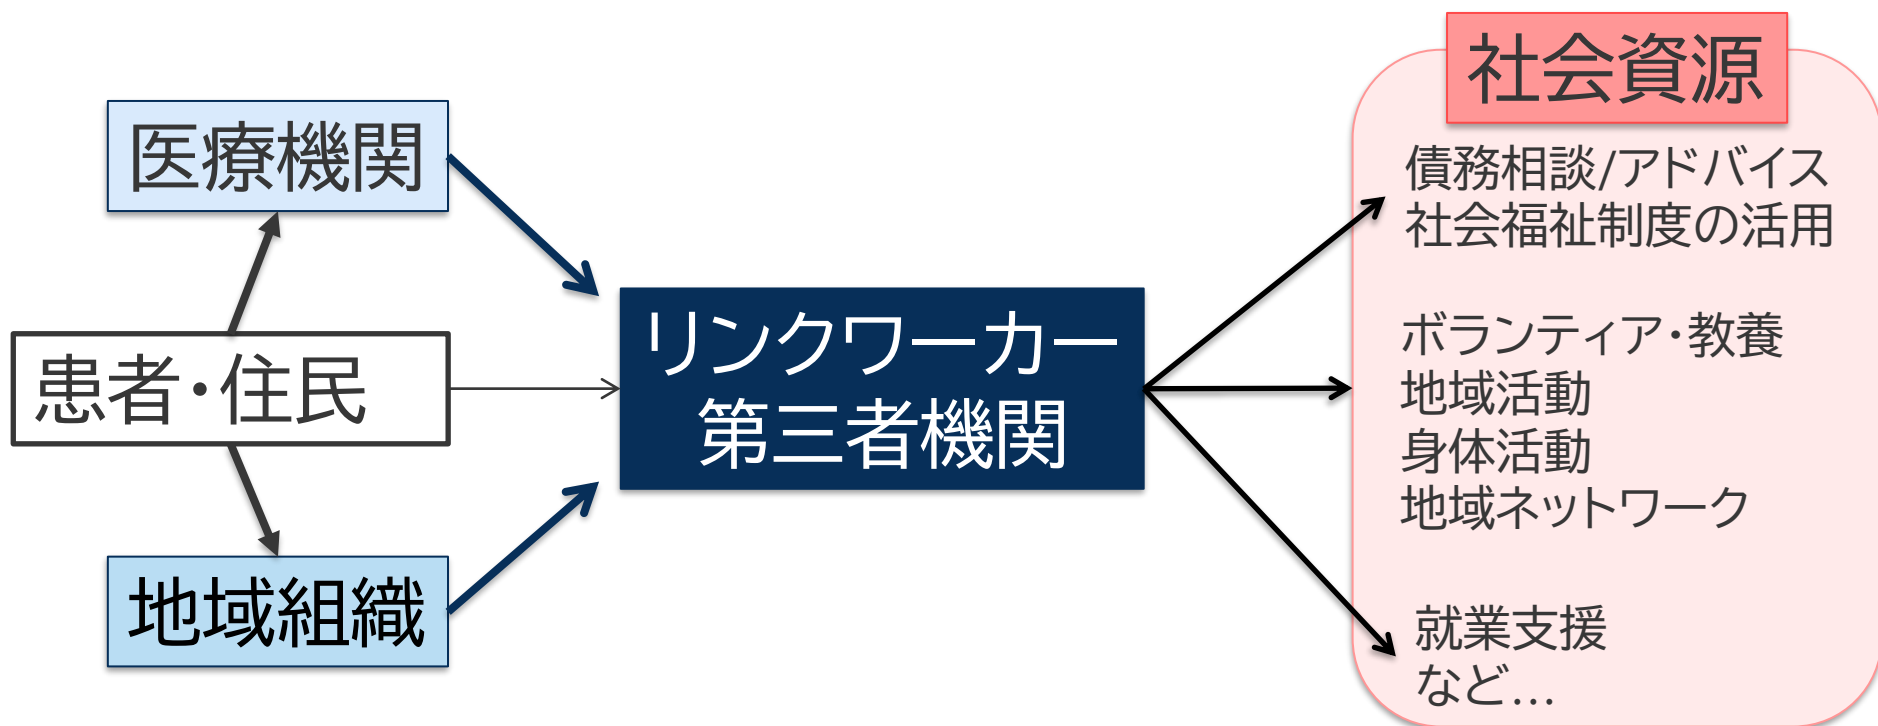 医療機関
患者・住民
地域組織
リンクワーカー
第三者機関
社会資源
債務相談/アドバイス
社会福祉制度の活用
ボランティア・教養
地域活動
身体活動
地域ネットワーク
就業支援
など…